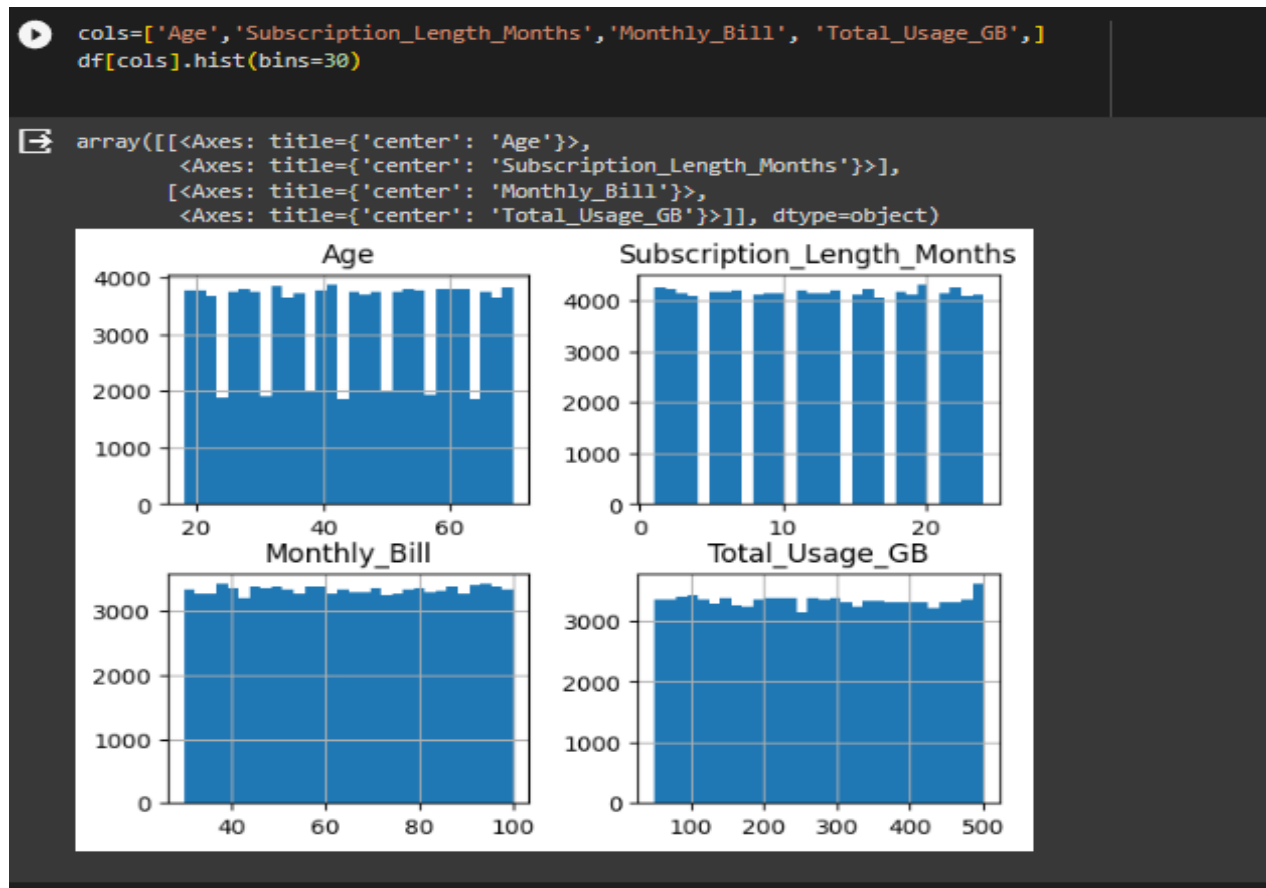 cols=['Age','Subscription_Length_Months','Monthly_Bill', 'Total_Usage_GB',]
df[cols].hist(bins=30)
array([[<Axes: title={'center': 'Age'}>,
        <Axes: title={'center': 'Subscription_Length_Months'}>],
       [<Axes: title={'center': 'Monthly_Bill'}>,
        <Axes: title={'center': 'Total_Usage_GB'}>]], dtype=object)
Age
4000
3000
2000
1000
0
20 40 60
Subscription_Length_Months
4000
3000
2000
1000
0
0 10 20
Monthly_Bill
3000
2000
1000
0
40 60 80 100
Total_Usage_GB
3000
2000
1000
0
100 200 300 400 500